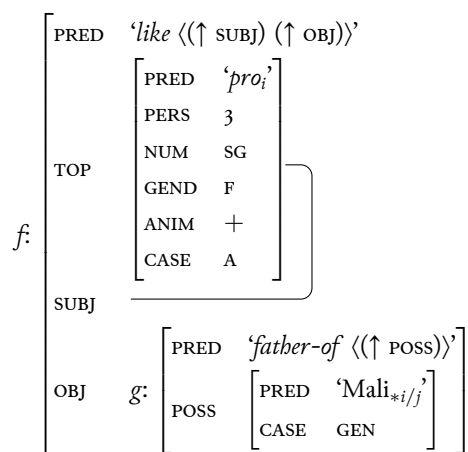 PRED ‘like ⟨(↑ SUBJ) (↑ OBJ)⟩’
PRED ‘proᵢ’
PERS 3
NUM SG
TOP
GEND F
f:
ANIM +
CASE A
SUBJ
PRED ‘father-of ⟨(↑ POSS)⟩’
OBJ g:
PRED ‘Mali∗i/j’
POSS
CASE GEN